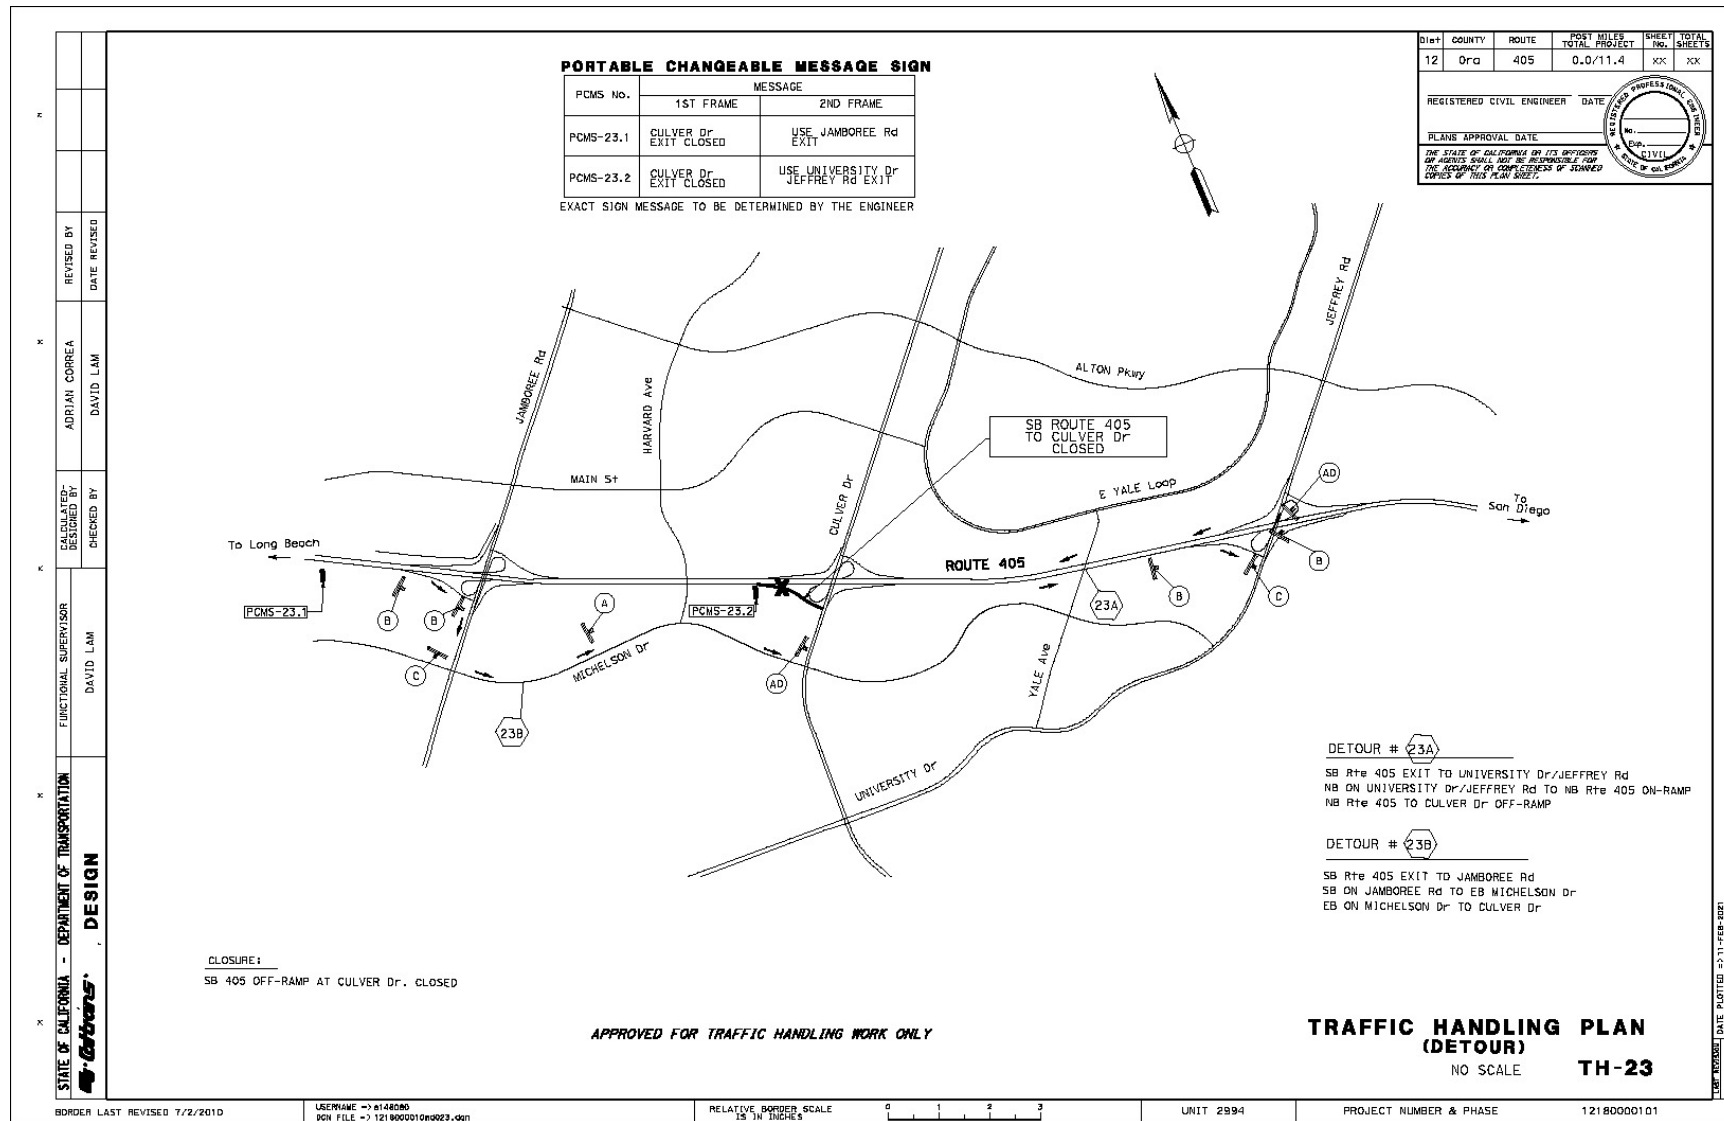 PORTABLE CHANGEABLE MESSAGE SIGN
PCMS No.
MESSAGE
1ST FRAME
2ND FRAME
PCMS-23.1
CULVER Dr
EXIT CLOSED
USE JAMBOREE Rd
EXIT
PCMS-23.2
CULVER Dr
EXIT CLOSED
USE UNIVERSITY Dr
JEFFREY Rd EXIT
EXACT SIGN MESSAGE TO BE DETERMINED BY THE ENGINEER
Dist
COUNTY
ROUTE
POST MILES
TOTAL PROJECT
SHEET
No.
TOTAL
SHEETS
12
Ora
405
0.0/11.4
XX
XX
REGISTERED CIVIL ENGINEER
DATE
PLANS APPROVAL DATE
THE STATE OF CALIFORNIA OR ITS OFFICERS
OR AGENTS SHALL NOT BE RESPONSIBLE FOR
THE ACCURACY OR COMPLETENESS OF SCANNED
COPIES OF THIS PLAN SHEET.
REGISTERED PROFESSIONAL ENGINEER
No.
Exp.
CIVIL
STATE OF CALIFORNIA
REVISED BY
DATE REVISED
ADRIAN CORREA
DAVID LAM
CALCULATED-
DESIGNED BY
CHECKED BY
FUNCTIONAL SUPERVISOR
DAVID LAM
STATE OF CALIFORNIA - DEPARTMENT OF TRANSPORTATION
Caltrans
DESIGN
JAMBOREE Rd
HARVARD Ave
MAIN St
CULVER Dr
ALTON Pkwy
JEFFREY Rd
SB ROUTE 405
TO CULVER Dr
CLOSED
E YALE Loop
AD
To
San Diego
To Long Beach
ROUTE 405
PCMS-23.1
B
B
A
PCMS-23.2
23A
B
C
B
C
MICHELSON Dr
AD
YALE Ave
23B
UNIVERSITY Dr
DETOUR # 23A
SB Rte 405 EXIT TO UNIVERSITY Dr/JEFFREY Rd
NB ON UNIVERSITY Dr/JEFFREY Rd TO NB Rte 405 ON-RAMP
NB Rte 405 TO CULVER Dr OFF-RAMP
DETOUR # 23B
SB Rte 405 EXIT TO JAMBOREE Rd
SB ON JAMBOREE Rd TO EB MICHELSON Dr
EB ON MICHELSON Dr TO CULVER Dr
CLOSURE:
SB 405 OFF-RAMP AT CULVER Dr. CLOSED
APPROVED FOR TRAFFIC HANDLING WORK ONLY
TRAFFIC HANDLING PLAN
(DETOUR)
NO SCALE
TH-23
DATE PLOTTED => 11-FEB-2021
BORDER LAST REVISED 7/2/2010
RELATIVE BORDER SCALE
IS IN INCHES
0
1
2
3
UNIT 2994
PROJECT NUMBER & PHASE
12180000101